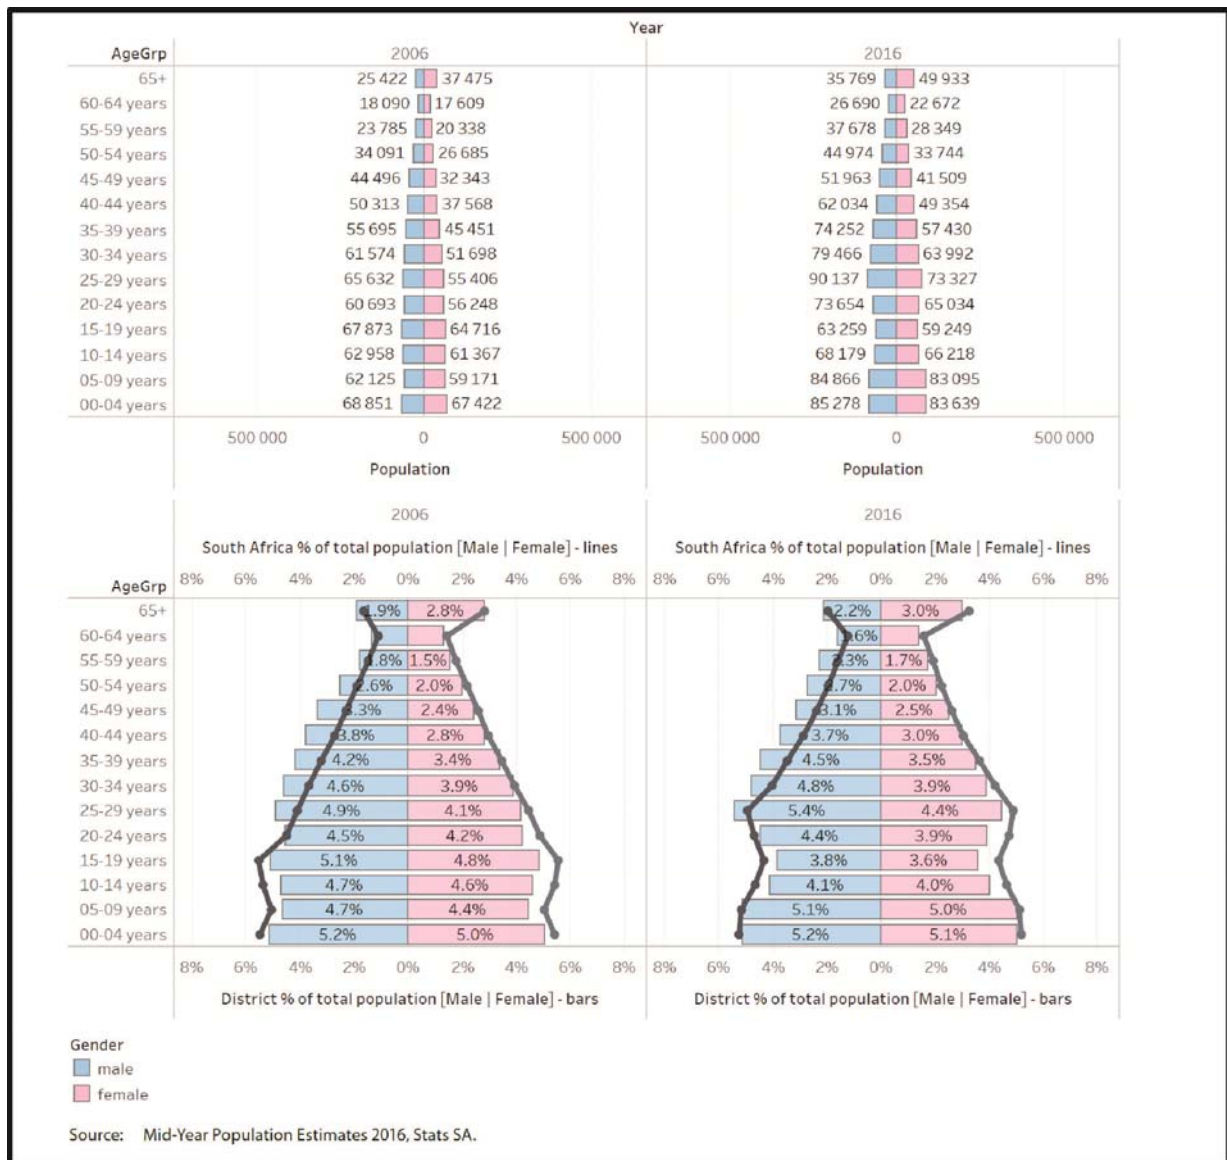 Year
AgeGrp 2006 2016
65+ 25 422 37 475 35 769 49 933
60-64 years 18 090 17 609 26 690 22 672
55-59 years 23 785 20 338 37 678 28 349
50-54 years 34 091 26 685 44 974 33 744
45-49 years 44 496 32 343 51 963 41 509
40-44 years 50 313 37 568 62 034 49 354
35-39 years 55 695 45 451 74 252 57 430
30-34 years 61 574 51 698 79 466 63 992
25-29 years 65 632 55 406 90 137 73 327
20-24 years 60 693 56 248 73 654 65 034
15-19 years 67 873 64 716 63 259 59 249
10-14 years 62 958 61 367 68 179 66 218
05-09 years 62 125 59 171 84 866 83 095
00-04 years 68 851 67 422 85 278 83 639
500 000 0 500 000 500 000 0 500 000
Population Population
2006 2016
South Africa % of total population [Male | Female] - lines South Africa % of total population [Male | Female] - lines
8% 6% 4% 2% 0% 2% 4% 6% 8% 8% 6% 4% 2% 0% 2% 4% 6% 8%
AgeGrp
65+ 1.9% 2.8% 2.2% 3.0%
60-64 years 1.6%
55-59 years 1.8% 1.5% 2.3% 1.7%
50-54 years 2.6% 2.0% 2.7% 2.0%
45-49 years 3.3% 2.4% 3.1% 2.5%
40-44 years 3.8% 2.8% 3.7% 3.0%
35-39 years 4.2% 3.4% 4.5% 3.5%
30-34 years 4.6% 3.9% 4.8% 3.9%
25-29 years 4.9% 4.1% 5.4% 4.4%
20-24 years 4.5% 4.2% 4.4% 3.9%
15-19 years 5.1% 4.8% 3.8% 3.6%
10-14 years 4.7% 4.6% 4.1% 4.0%
05-09 years 4.7% 4.4% 5.1% 5.0%
00-04 years 5.2% 5.0% 5.2% 5.1%
8% 6% 4% 2% 0% 2% 4% 6% 8% 8% 6% 4% 2% 0% 2% 4% 6% 8%
District % of total population [Male | Female] - bars District % of total population [Male | Female] - bars
Gender
male
female
Source: Mid-Year Population Estimates 2016, Stats SA.